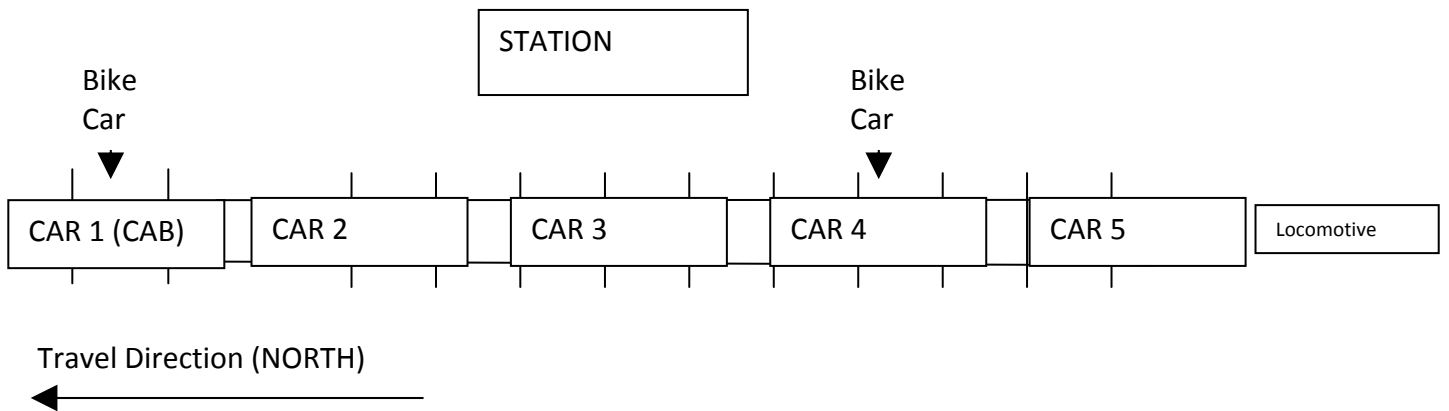 STATION
Bike
Car
Bike
Car
CAR 1 (CAB)
CAR 2
CAR 3
CAR 4
CAR 5
Locomotive
Travel Direction (NORTH)